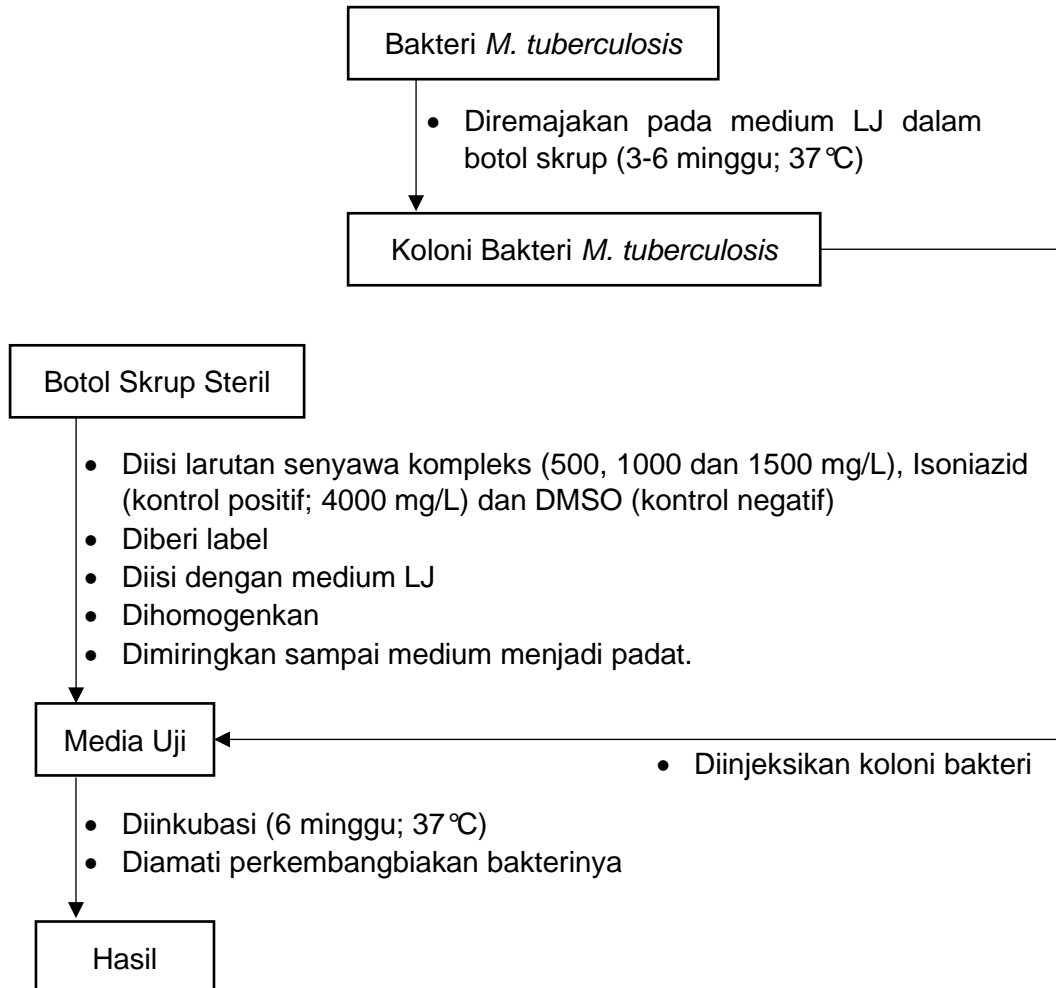 Bakteri M. tuberculosis
• Diremajakan pada medium LJ dalam
botol skrup (3-6 minggu; 37°C)
Koloni Bakteri M. tuberculosis
Botol Skrup Steril
• Diisi larutan senyawa kompleks (500, 1000 dan 1500 mg/L), Isoniazid
(kontrol positif; 4000 mg/L) dan DMSO (kontrol negatif)
• Diberi label
• Diisi dengan medium LJ
• Dihomogenkan
• Dimiringkan sampai medium menjadi padat.
Media Uji
• Diinjeksikan koloni bakteri
• Diinkubasi (6 minggu; 37°C)
• Diamati perkembangbiakan bakterinya
Hasil